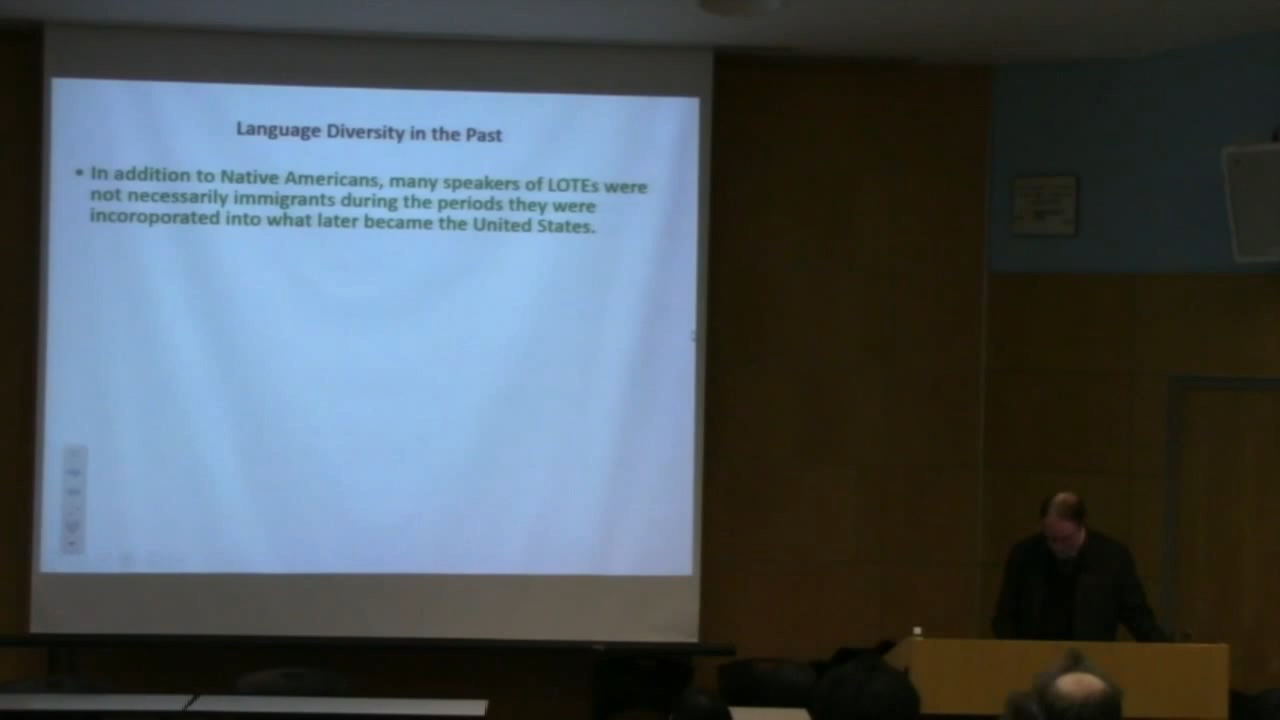 Language Diversity in the Past
• In addition to Native Americans, many speakers of LOTEs were
not necessarily immigrants during the periods they were
incoroporated into what later became the United States.